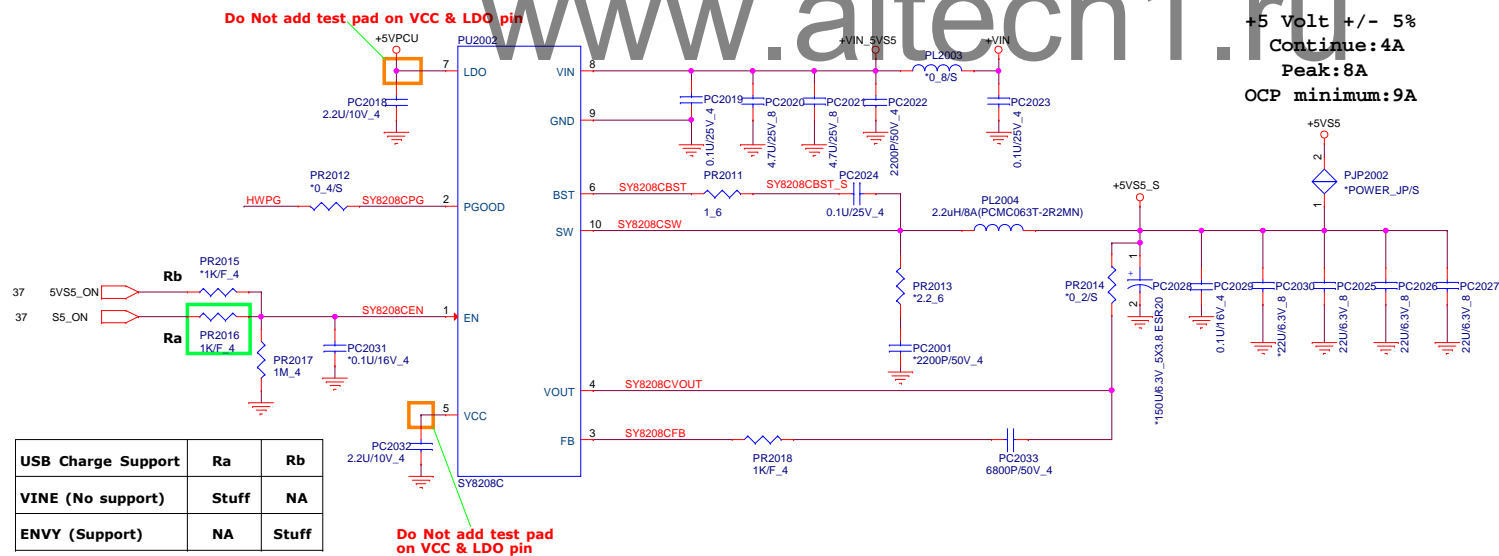 www.altech1.ru
Do Not add test pad on VCC & LDO pin
+5VPCU
PU2002
+VIN_5VS5
+VIN
PL2003
*0_8/S
+5 Volt +/- 5%
Continue:4A
Peak:8A
OCP minimum:9A
7
LDO
VIN
8
PC2018
2.2U/10V_4
PC2019
0.1U/25V_4
PC2020
4.7U/25V_8
PC2021
4.7U/25V_8
PC2022
2200P/50V_4
PC2023
0.1U/25V_4
GND
9
+5VS5
2
PJP2002
*POWER_JP/S
1
PR2012
*0_4/S
HWPG
SY8208CPG
2
PGOOD
BST
6
SY8208CBST
PR2011
1_6
SY8208CBST_S
PC2024
0.1U/25V_4
+5VS5_S
PL2004
2.2uH/8A(PCMC063T-2R2MN)
SW
10
SY8208CSW
PR2015
*1K/F_4
Rb
37
5VS5_ON
37
S5_ON
Ra
PR2016
1K/F_4
SY8208CEN
1
EN
PR2017
1M_4
PC2031
*0.1U/16V_4
PR2013
*2.2_6
PC2001
*2200P/50V_4
PR2014
*0_2/S
+
1
2
PC2028
*150U/6.3V_5X3.8 ESR20
PC2029
0.1U/16V_4
PC2030
*22U/6.3V_8
PC2025
22U/6.3V_8
PC2026
22U/6.3V_8
PC2027
22U/6.3V_8
VOUT
4
SY8208CVOUT
5
VCC
PC2032
2.2U/10V_4
FB
3
SY8208CFB
PR2018
1K/F_4
PC2033
6800P/50V_4
SY8208C
USB Charge Support Ra Rb
VINE (No support) Stuff NA
ENVY (Support) NA Stuff
Do Not add test pad
on VCC & LDO pin